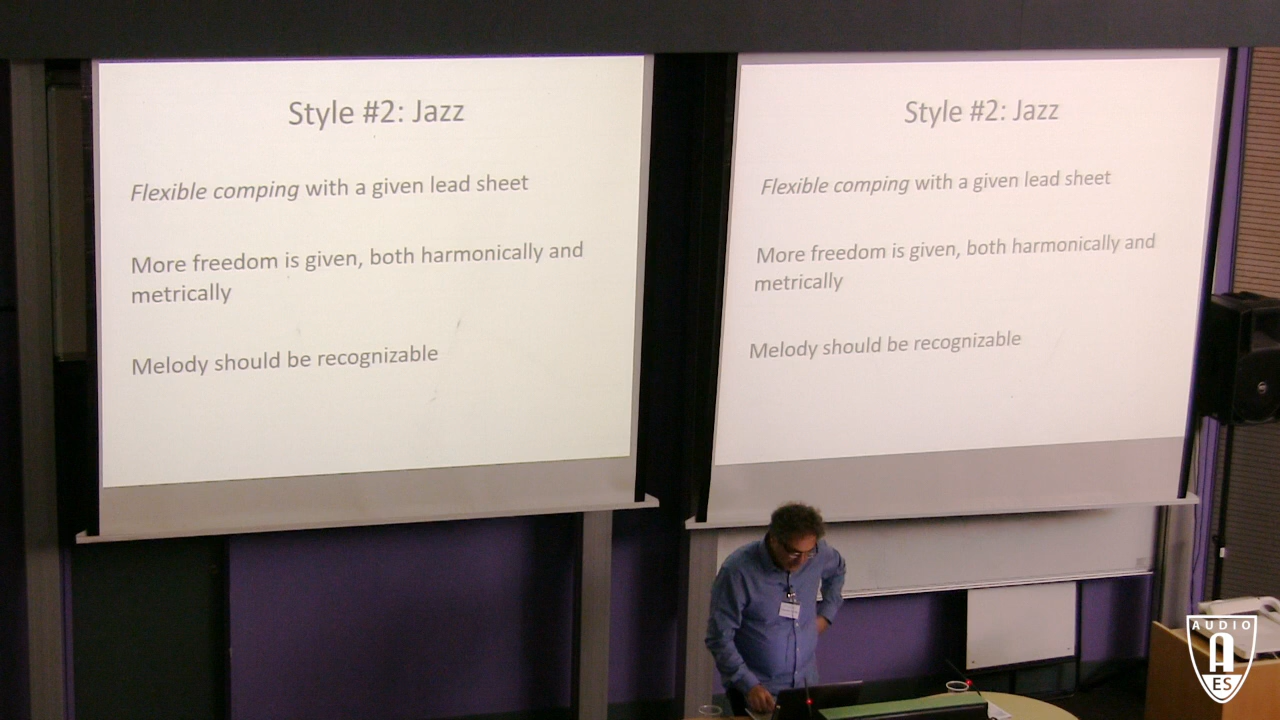 Style #2: Jazz
Flexible comping with a given lead sheet
More freedom is given, both harmonically and
metrically
Melody should be recognizable
Style #2: Jazz
Flexible comping with a given lead sheet
More freedom is given, both harmonically and
metrically
Melody should be recognizable
AUDIO
A
ES